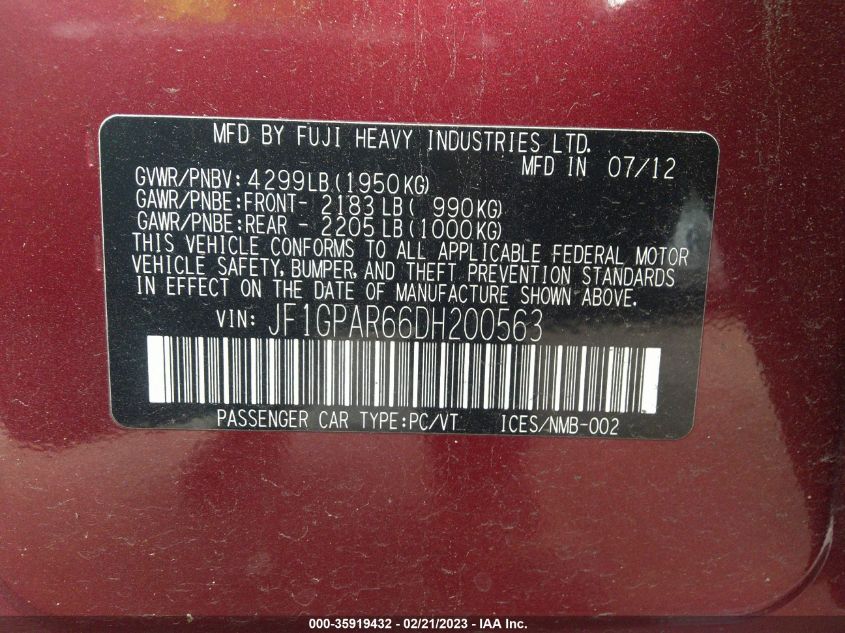 MFD BY FUJI HEAVY INDUSTRIES LTD.
MFD IN 07/12
GVWR/PNBV: 4299LB(1950KG)
GAWR/PNBE:FRONT- 2183LB( 990KG)
GAWR/PNBE:REAR - 2205LB(1000KG)
THIS VEHICLE CONFORMS TO ALL APPLICABLE FEDERAL MOTOR
VEHICLE SAFETY, BUMPER, AND THEFT PREVENTION STANDARDS
IN EFFECT ON THE DATE OF MANUFACTURE SHOWN ABOVE.
VIN: JF1GPAR66DH200563
PASSENGER CAR TYPE:PC/VT ICES/NMB-002
000-35919432 - 02/21/2023 - IAA Inc.